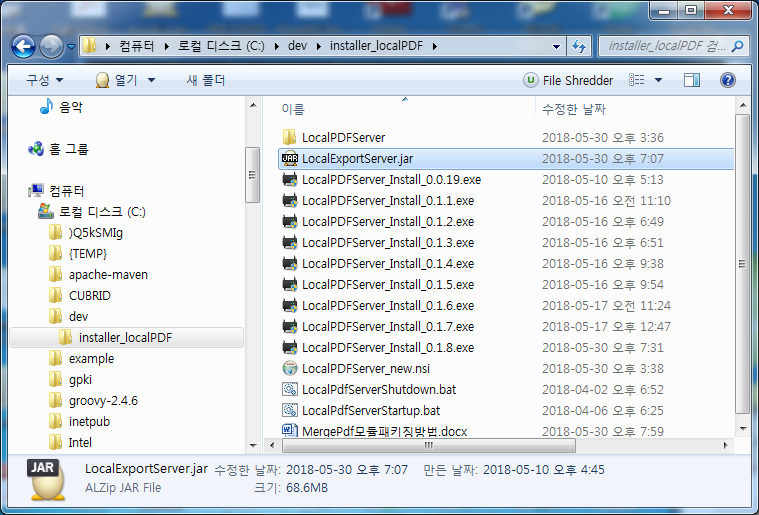 컴퓨터 ▸ 로컬 디스크 (C:) ▸ dev ▸ installer_localPDF ▸
installer_localPDF 검...
구성 열기 새 폴더 File Shredder
음악
홈 그룹
컴퓨터
로컬 디스크 (C:)
)Q5kSMIg
{TEMP}
apache-maven
CUBRID
dev
installer_localPDF
example
gpki
groovy-2.4.6
inetpub
Intel
이름 수정한 날짜
LocalPDFServer 2018-05-30 오후 3:36
LocalExportServer.jar 2018-05-30 오후 7:07
LocalPDFServer_Install_0.0.19.exe 2018-05-10 오후 5:13
LocalPDFServer_Install_0.1.1.exe 2018-05-16 오전 11:10
LocalPDFServer_Install_0.1.2.exe 2018-05-16 오후 6:49
LocalPDFServer_Install_0.1.3.exe 2018-05-16 오후 6:51
LocalPDFServer_Install_0.1.4.exe 2018-05-16 오후 9:38
LocalPDFServer_Install_0.1.5.exe 2018-05-16 오후 9:54
LocalPDFServer_Install_0.1.6.exe 2018-05-17 오전 11:24
LocalPDFServer_Install_0.1.7.exe 2018-05-17 오후 12:47
LocalPDFServer_Install_0.1.8.exe 2018-05-30 오후 7:31
LocalPDFServer_new.nsi 2018-05-30 오후 3:38
LocalPdfServerShutdown.bat 2018-04-02 오후 6:52
LocalPdfServerStartup.bat 2018-04-06 오후 6:25
MergePdf모듈패키징방법.docx 2018-05-30 오후 7:59
JAR
LocalExportServer.jar 수정한 날짜: 2018-05-30 오후 7:07 만든 날짜: 2018-05-10 오후 4:45
ALZip JAR File 크기: 68.6MB